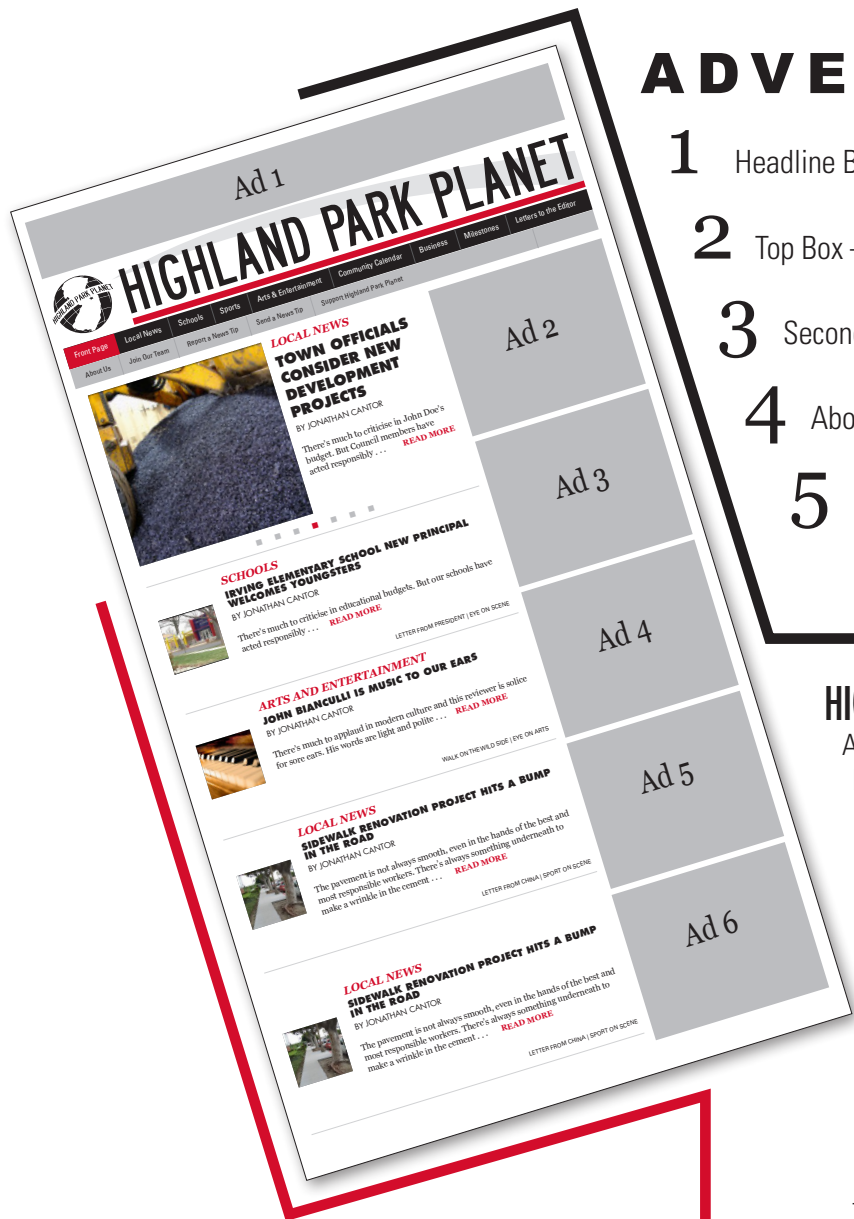 Ad 1
HIGHLAND PARK PLANET
HIGHLAND PARK PLANET
Front Page
Local News
Schools
Sports
Arts & Entertainment
Community Calendar
Business
Milestones
Letters to the Editor
About Us
Join Our Team
Report a News Tip
Send a News Tip
Support Highland Park Planet
LOCAL NEWS
TOWN OFFICIALS
CONSIDER NEW
DEVELOPMENT
PROJECTS
BY JONATHAN CANTOR
There's much to criticise in John Doe's
budget. But Council members have
acted responsibly . . . READ MORE
SCHOOLS
IRVING ELEMENTARY SCHOOL NEW PRINCIPAL
WELCOMES YOUNGSTERS
BY JONATHAN CANTOR
There's much to criticise in educational budgets. But our schools have
acted responsibly . . . READ MORE
LETTER FROM PRESIDENT | EYE ON SCENE
ARTS AND ENTERTAINMENT
JOHN BIANCULLI IS MUSIC TO OUR EARS
BY JONATHAN CANTOR
There's much to applaud in modern culture and this reviewer is solice
for sore ears. His words are light and polite . . . READ MORE
WALK ON THE WILD SIDE | EYE ON ARTS
LOCAL NEWS
SIDEWALK RENOVATION PROJECT HITS A BUMP
IN THE ROAD
BY JONATHAN CANTOR
The pavement is not always smooth, even in the hands of the best and
most responsible workers. There's always something underneath to
make a wrinkle in the cement . . . READ MORE
LETTER FROM CHINA | SPORT ON SCENE
LOCAL NEWS
SIDEWALK RENOVATION PROJECT HITS A BUMP
IN THE ROAD
BY JONATHAN CANTOR
The pavement is not always smooth, even in the hands of the best and
most responsible workers. There's always something underneath to
make a wrinkle in the cement . . . READ MORE
LETTER FROM CHINA | SPORT ON SCENE
Ad 2
Ad 3
Ad 4
Ad 5
Ad 6
ADVE
1 Headline B
2 Top Box -
3 Secon
4 Abo
5
HI
A